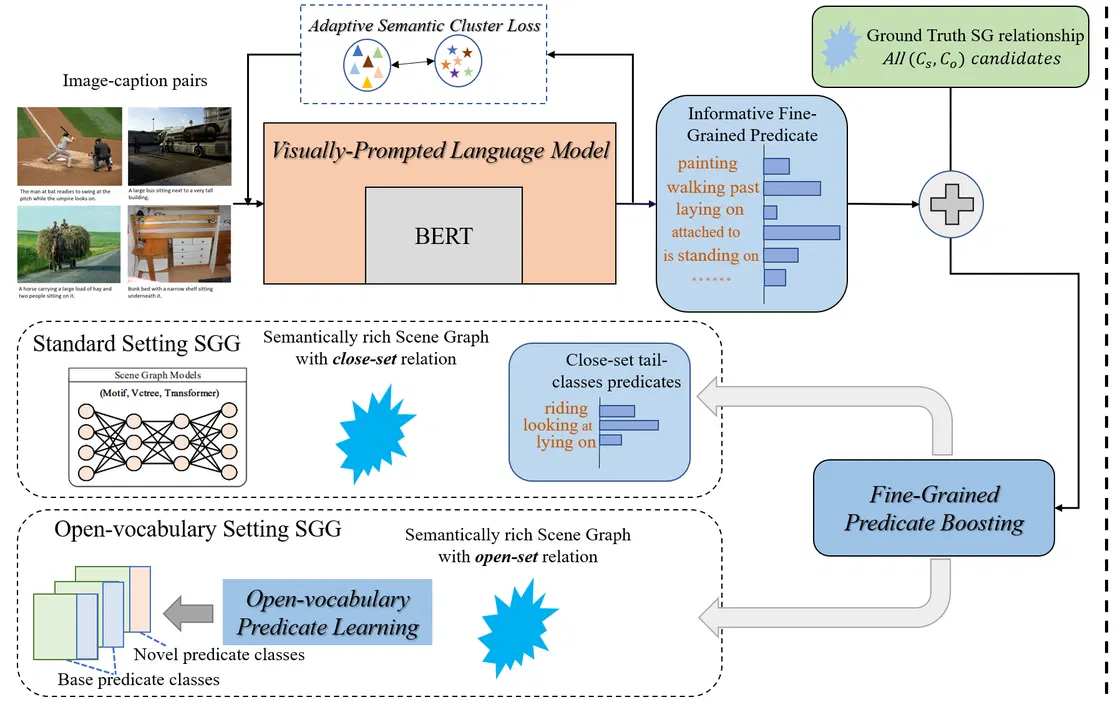 Adaptive Semantic Cluster Loss
Ground Truth SG relationship
All (Cₛ, Cₒ) candidates
Image-caption pairs
The man at bat readies to swing at the
pitch while the umpire looks on.
A large bus sitting next to a very tall
building.
A horse carrying a large load of hay and
two people sitting on it.
Bunk bed with a narrow shelf sitting
underneath it.
Visually-Prompted Language Model
BERT
Informative Fine-
Grained Predicate
painting
walking past
laying on
attached to
is standing on
......
Standard Setting SGG
Scene Graph Models
(Motif, Vctree, Transformer)
Semantically rich Scene Graph
with close-set relation
Close-set tail-
classes predicates
riding
looking at
lying on
Fine-Grained
Predicate Boosting
Open-vocabulary Setting SGG
Semantically rich Scene Graph
with open-set relation
Open-vocabulary
Predicate Learning
Novel predicate classes
Base predicate classes